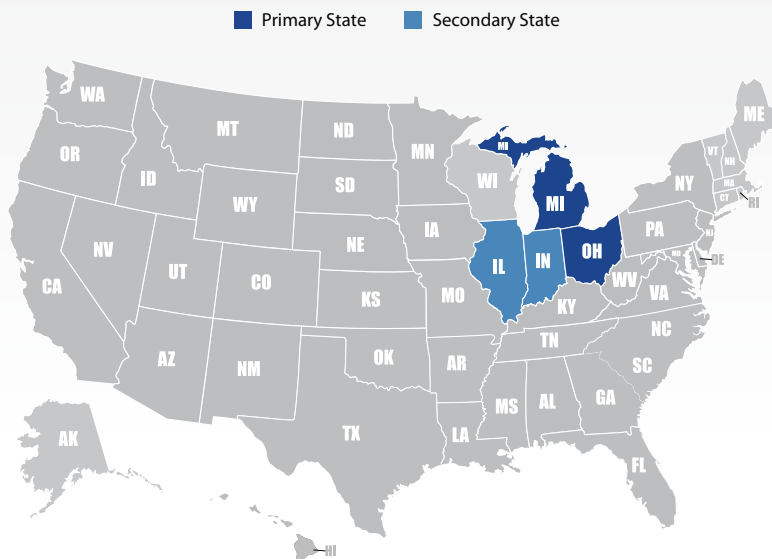 Primary State
Secondary State
WA
MT
ND
MN
ME
OR
ID
SD
WI
MI
VT
NH
MA
CT
RI
NY
WY
MI
IA
PA
NJ
NV
NE
IL
IN
OH
MD
DE
CA
UT
CO
KS
MO
WV
VA
KY
NC
AZ
NM
OK
AR
TN
SC
MS
AL
GA
TX
LA
AK
FL
HI